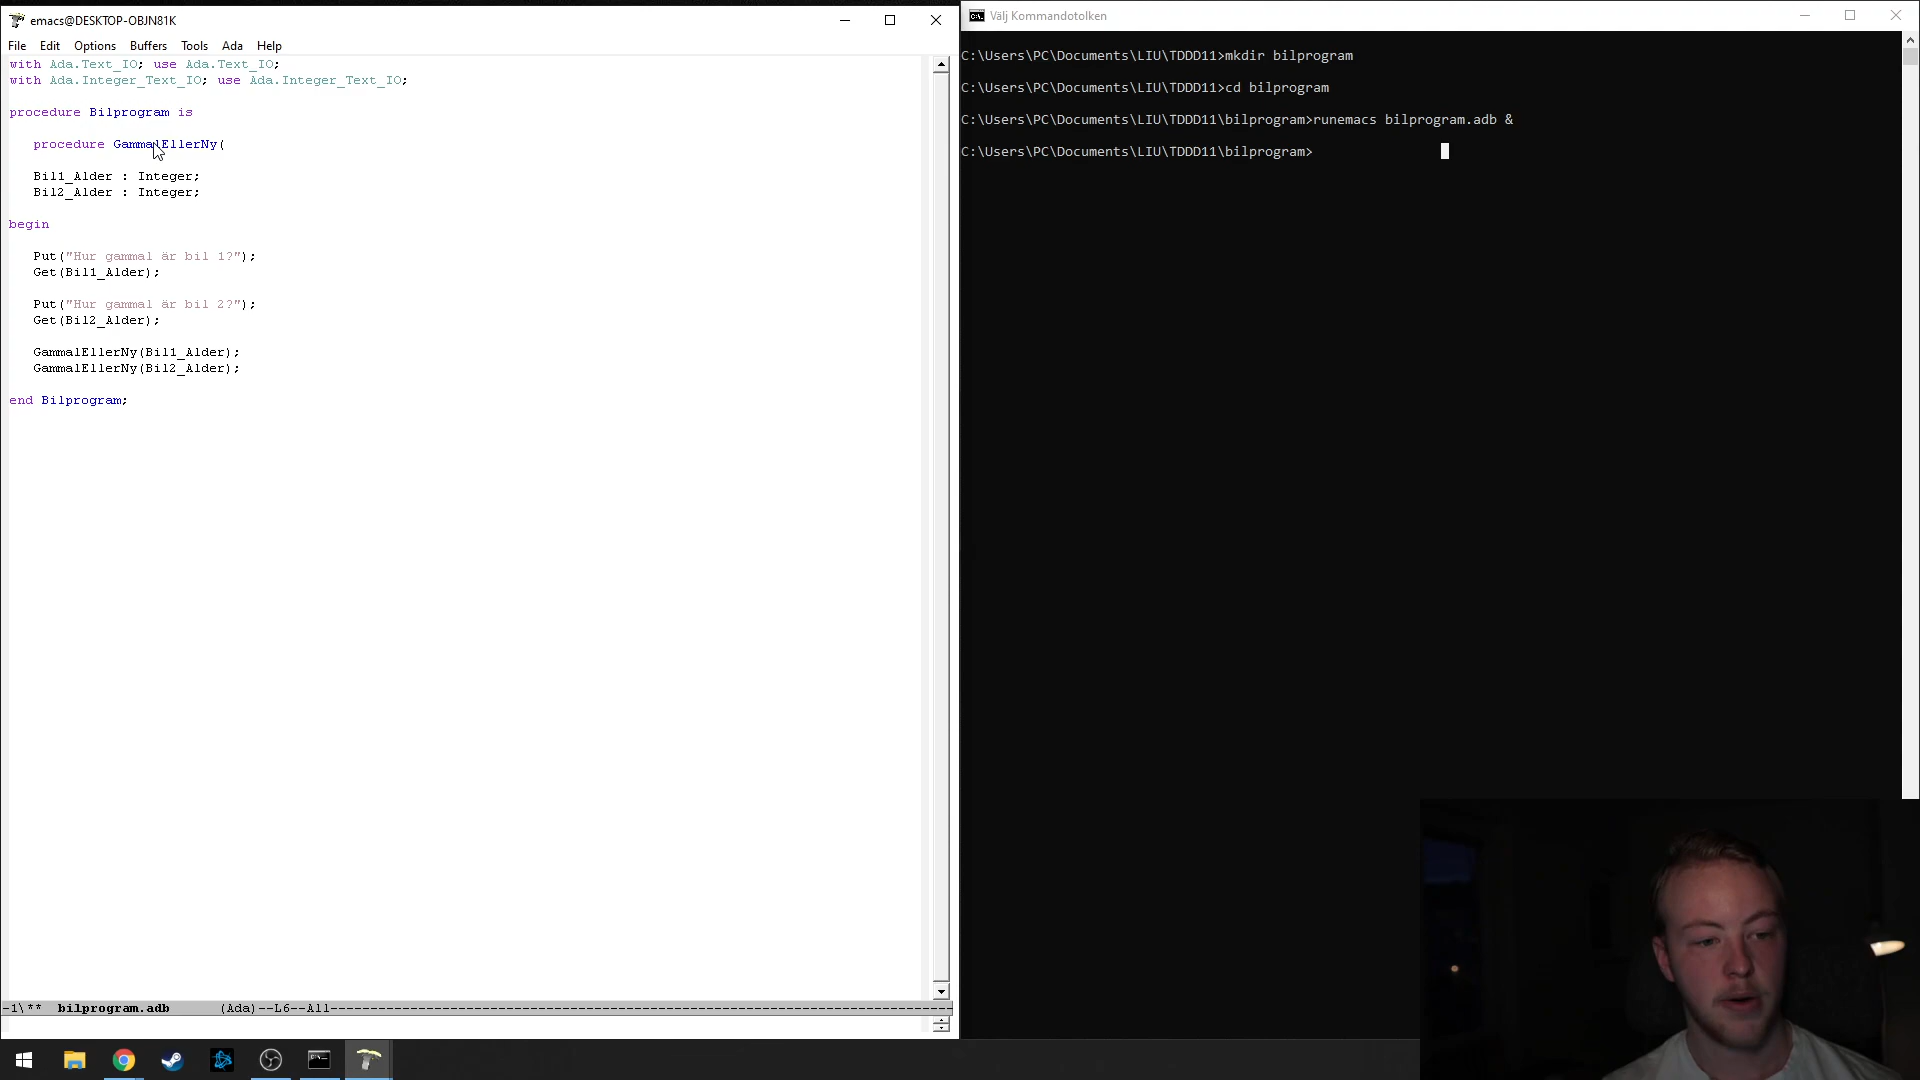 emacs@DESKTOP-OBJN81K
File Edit Options Buffers Tools Ada Help
with Ada.Text_IO; use Ada.Text_IO;
with Ada.Integer_Text_IO; use Ada.Integer_Text_IO;
procedure Bilprogram is
procedure GammalEllerNy(
Bil1_Alder : Integer;
Bil2_Alder : Integer;
begin
Put("Hur gammal är bil 1?");
Get(Bil1_Alder);
Put("Hur gammal är bil 2?");
Get(Bil2_Alder);
GammalEllerNy(Bil1_Alder);
GammalEllerNy(Bil2_Alder);
end Bilprogram;
-1\** bilprogram.adb (Ada)--L6--All----------------------------------------
Välj Kommandotolken
C:\Users\PC\Documents\LIU\TDDD11>mkdir bilprogram
C:\Users\PC\Documents\LIU\TDDD11>cd bilprogram
C:\Users\PC\Documents\LIU\TDDD11\bilprogram>runemacs bilprogram.adb &
C:\Users\PC\Documents\LIU\TDDD11\bilprogram>